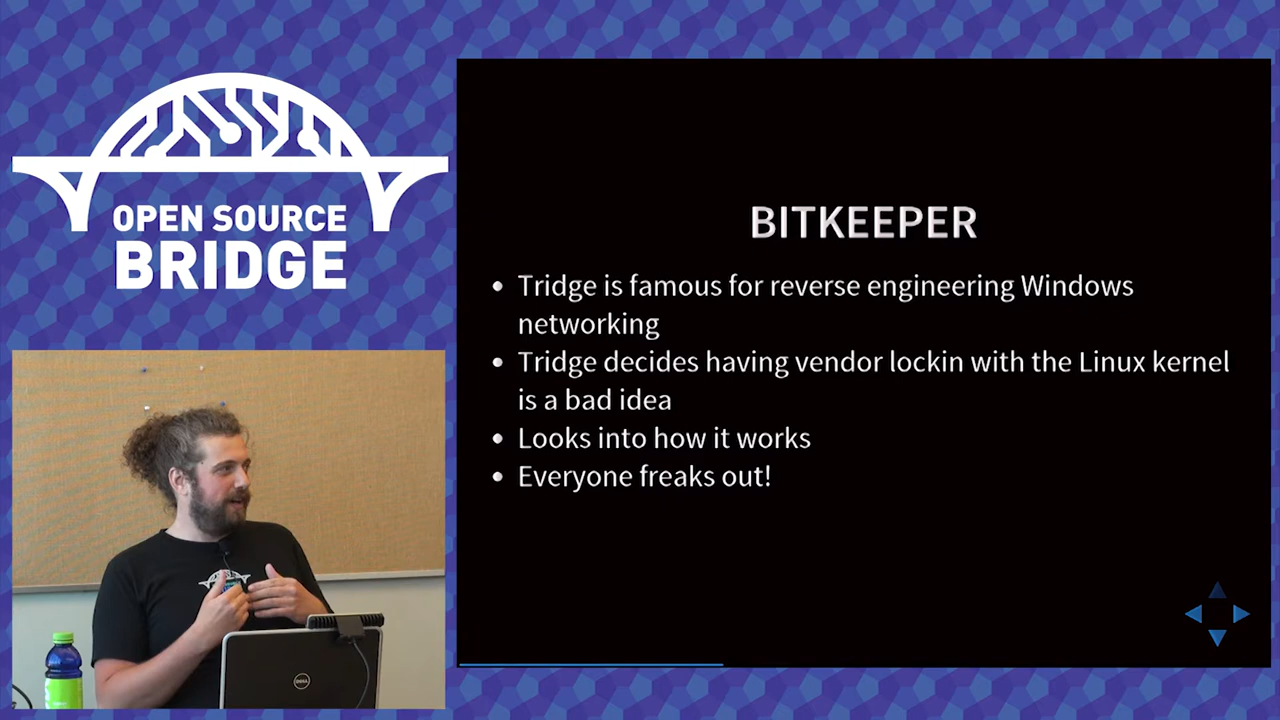 OPEN SOURCE
BRIDGE
BITKEEPER
Tridge is famous for reverse engineering Windows
networking
Tridge decides having vendor lockin with the Linux kernel
is a bad idea
Looks into how it works
Everyone freaks out!
DELL